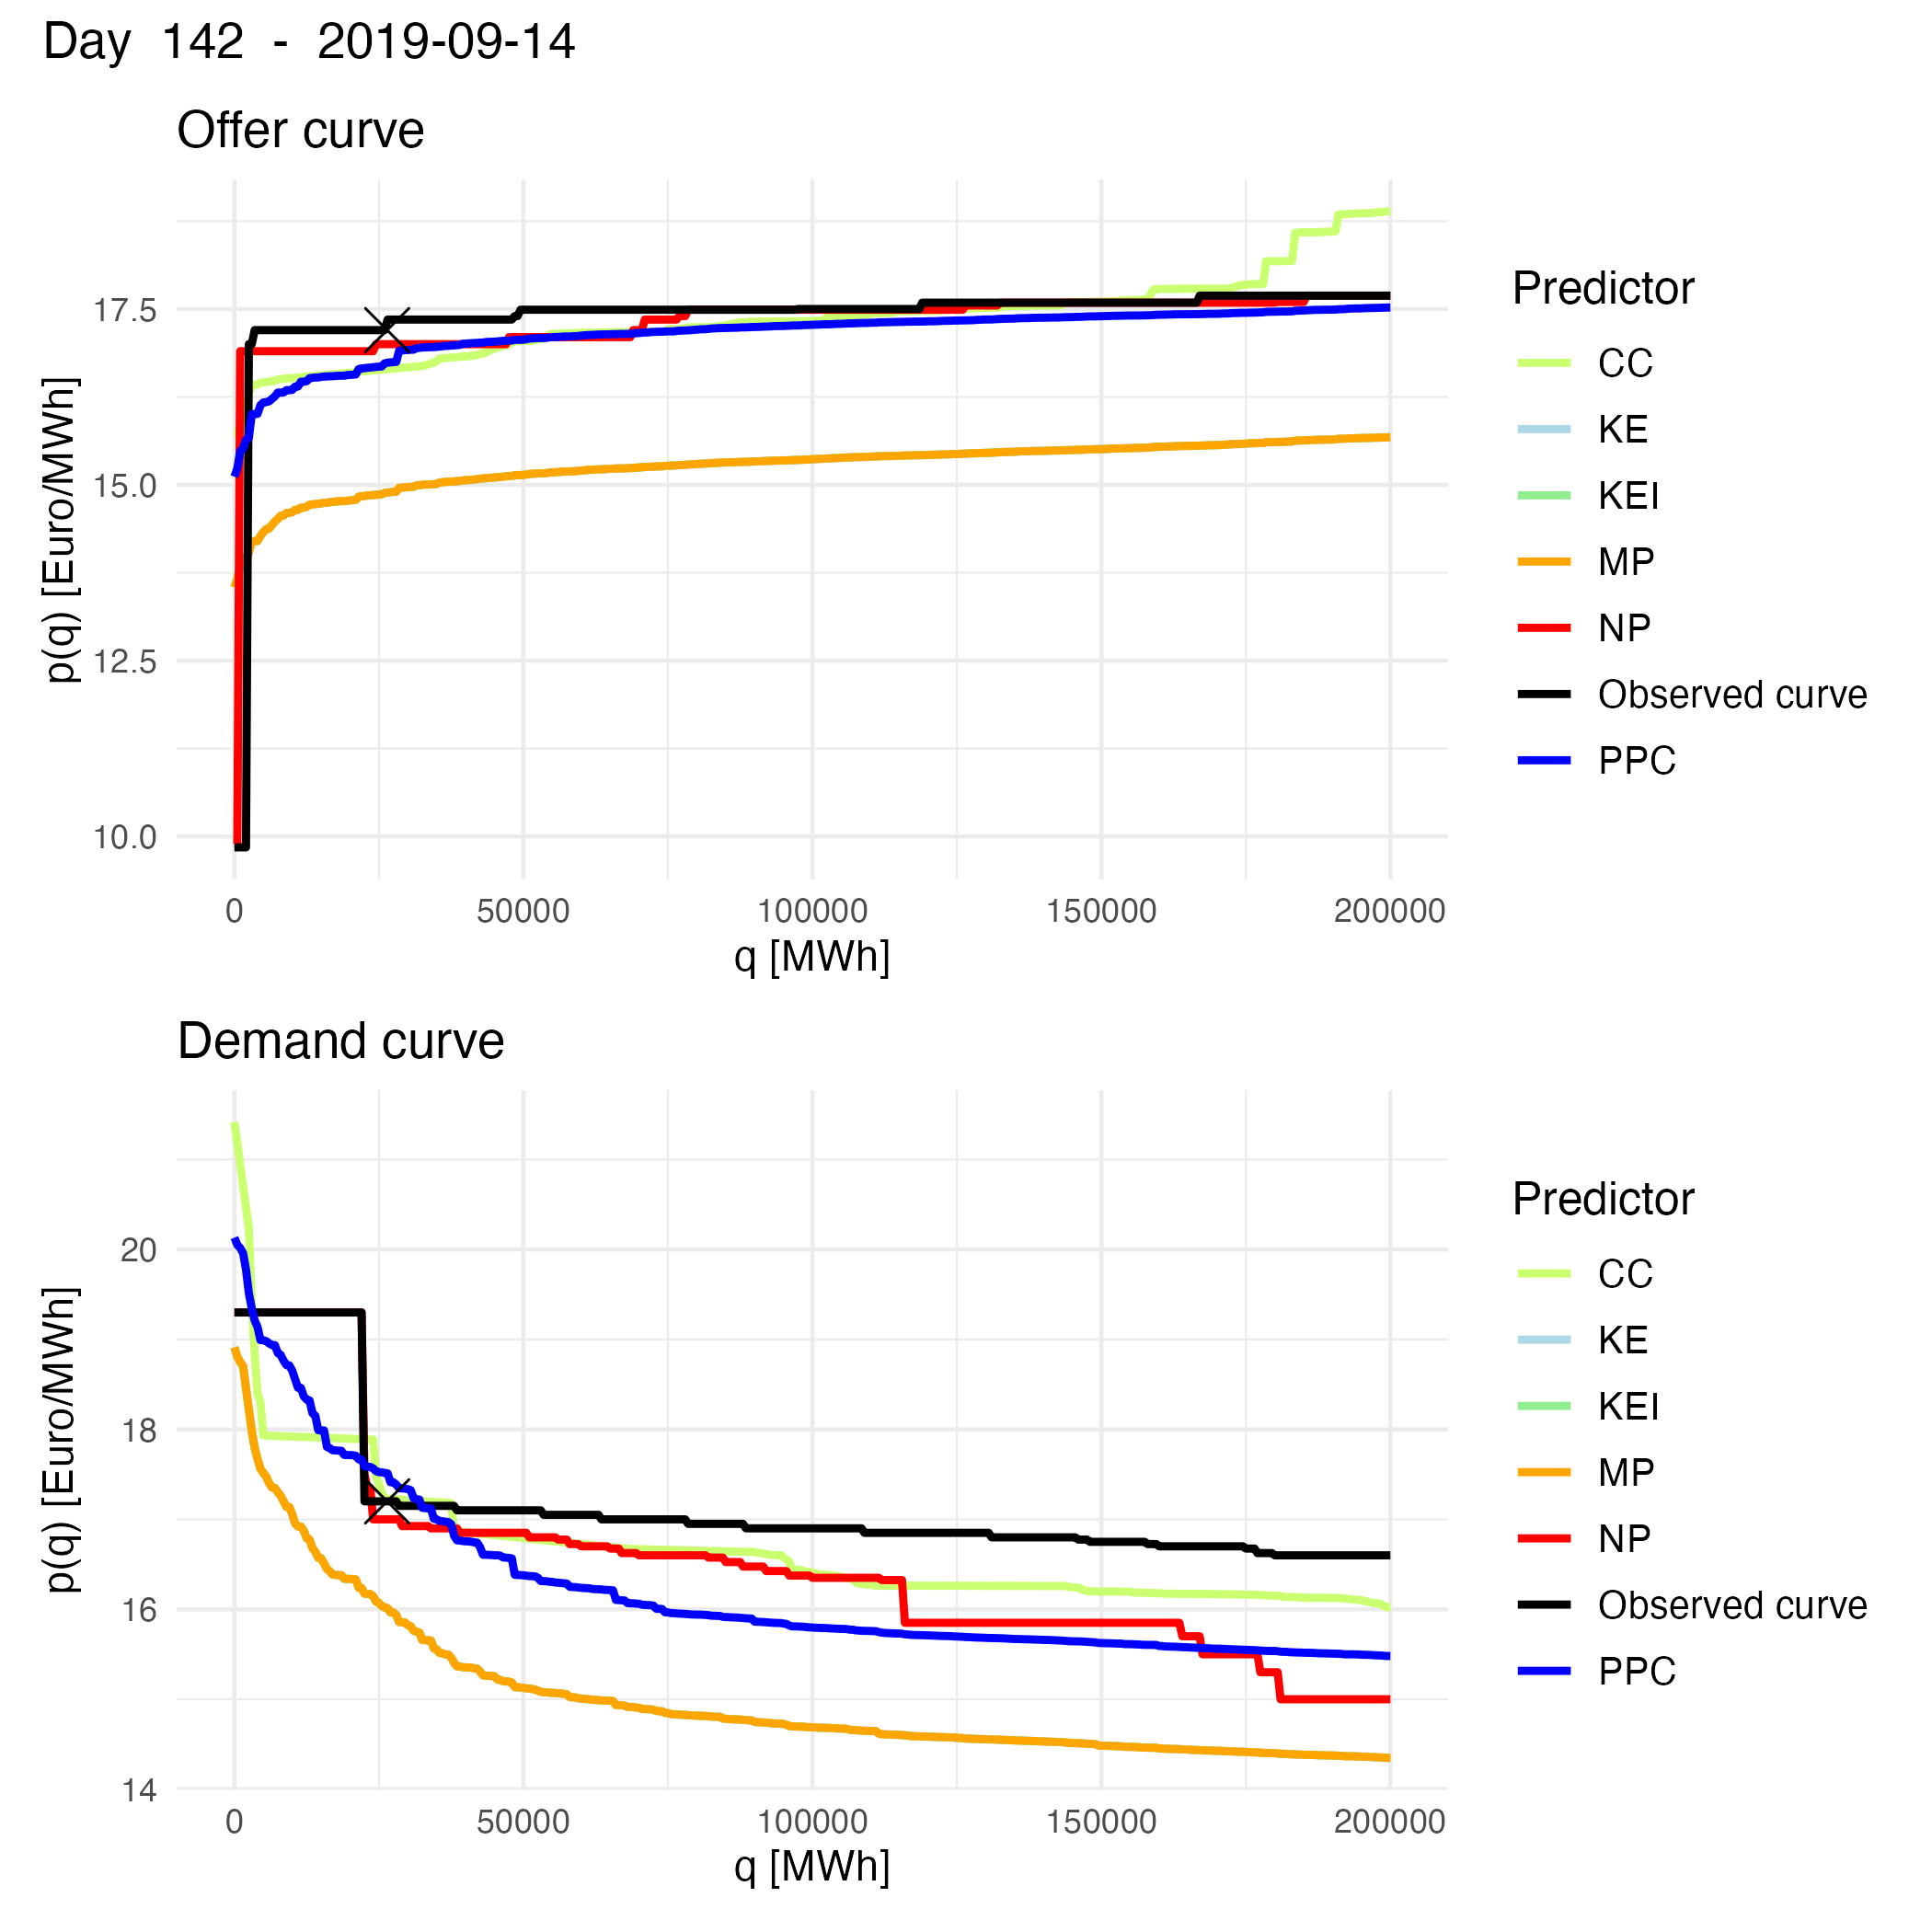 Day 142 - 2019-09-14
Offer curve
p(q) [Euro/MWh]
17.5
15.0
12.5
10.0
0 50000 100000 150000 200000
q [MWh]
Predictor
CC
KE
KEI
MP
NP
Observed curve
PPC
Demand curve
p(q) [Euro/MWh]
20
18
16
14
0 50000 100000 150000 200000
q [MWh]
Predictor
CC
KE
KEI
MP
NP
Observed curve
PPC